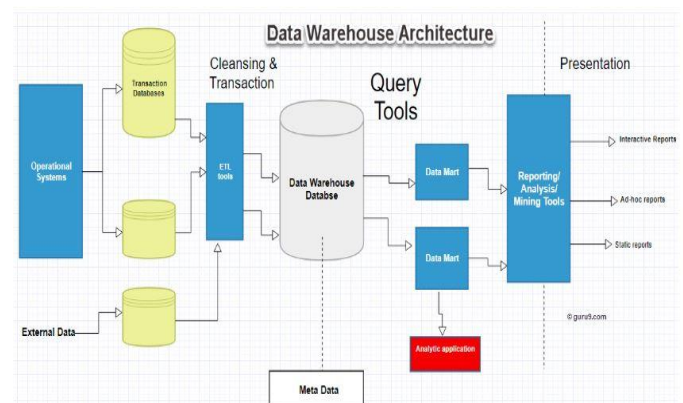 Data Warehouse Architecture
Cleansing &
Transaction
Query
Tools
Presentation
Transaction
Databases
Operational
Systems
ETL
tools
Data Warehouse
Databse
Data Mart
Data Mart
Reporting/
Analysis/
Mining Tools
Interactive Reports
Ad-hoc reports
Static reports
External Data
Analytic application
Meta Data
© guru9.com